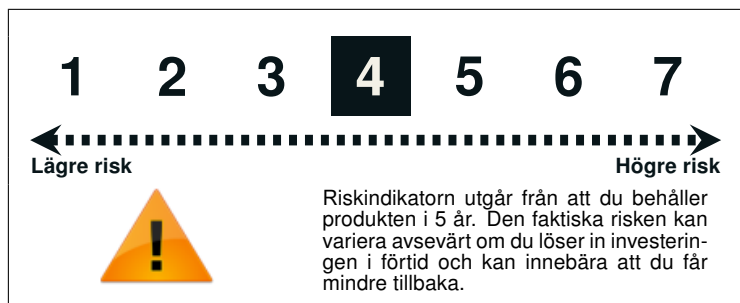 1 2 3 4 5 6 7
Lägre risk Högre risk
!
Riskindikatorn utgår från att du behåller
produkten i 5 år. Den faktiska risken kan
variera avsevärt om du löser in investerin-
gen i förtid och kan innebära att du får
mindre tillbaka.